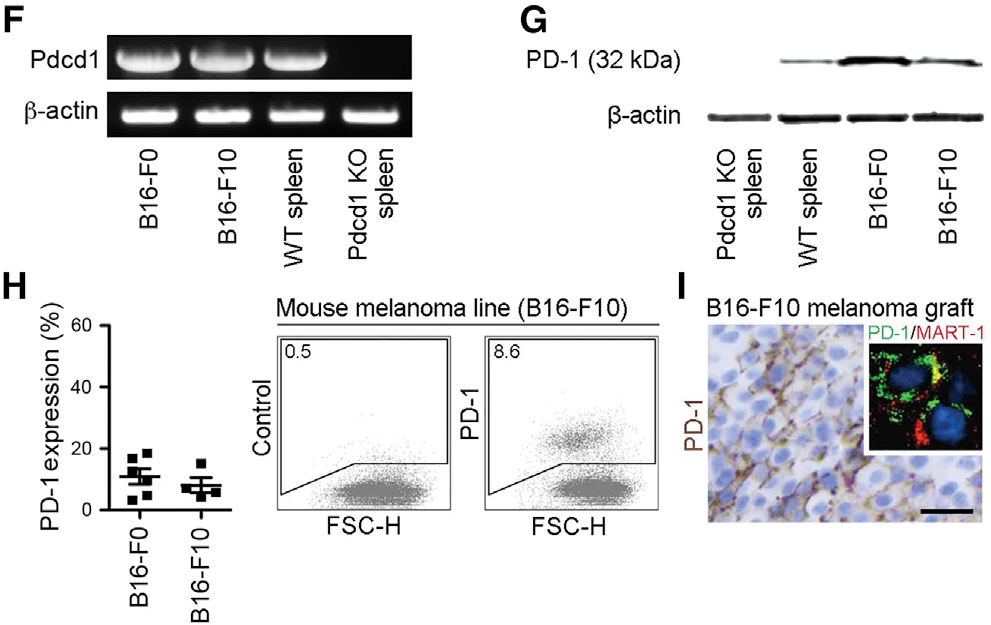 F
Pdcd1
β-actin
B16-F0
B16-F10
WT spleen
Pdcd1 KO
spleen
G
PD-1 (32 kDa)
β-actin
Pdcd1 KO
spleen
WT spleen
B16-F0
B16-F10
H
PD-1 expression (%)
60
40
20
0
B16-F0
B16-F10
Mouse melanoma line (B16-F10)
Control
0.5
FSC-H
PD-1
8.6
FSC-H
I
B16-F10 melanoma graft
PD-1/MART-1
PD-1